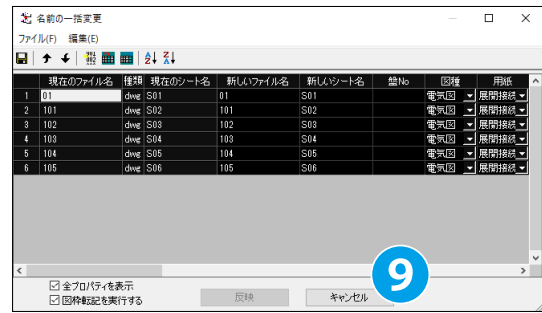 名前の一括変更
ファイル(F) 編集(E)
現在のファイル名 種類 現在のシート名 新しいファイル名 新しいシート名 盤No 図種 用紙
1 01 dwg S01 01 S01 電気図 展開接続
2 101 dwg S02 101 S02 電気図 展開接続
3 102 dwg S03 102 S03 電気図 展開接続
4 103 dwg S04 103 S04 電気図 展開接続
5 104 dwg S05 104 S05 電気図 展開接続
6 105 dwg S06 105 S06 電気図 展開接続
全プロパティを表示
図枠転記を実行する
反映 キャンセル
9